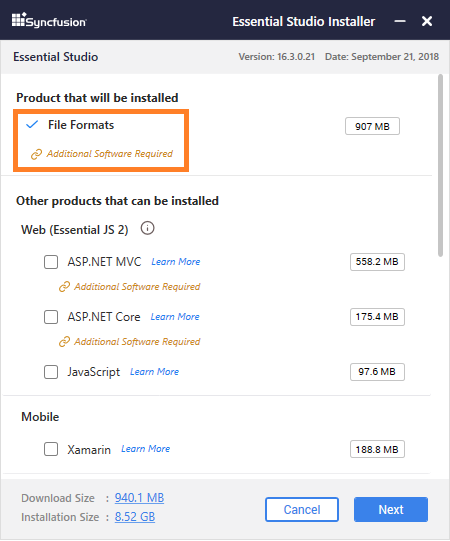 Syncfusion® Essential Studio Installer
Essential Studio Version: 16.3.0.21 Date: September 21, 2018
Product that will be installed
File Formats 907 MB
Additional Software Required
Other products that can be installed
Web (Essential JS 2)
ASP.NET MVC Learn More 558.2 MB
Additional Software Required
ASP.NET Core Learn More 175.4 MB
Additional Software Required
JavaScript Learn More 97.6 MB
Mobile
Xamarin Learn More 188.8 MB
Download Size : 940.1 MB
Installation Size : 8.52 GB
Cancel Next